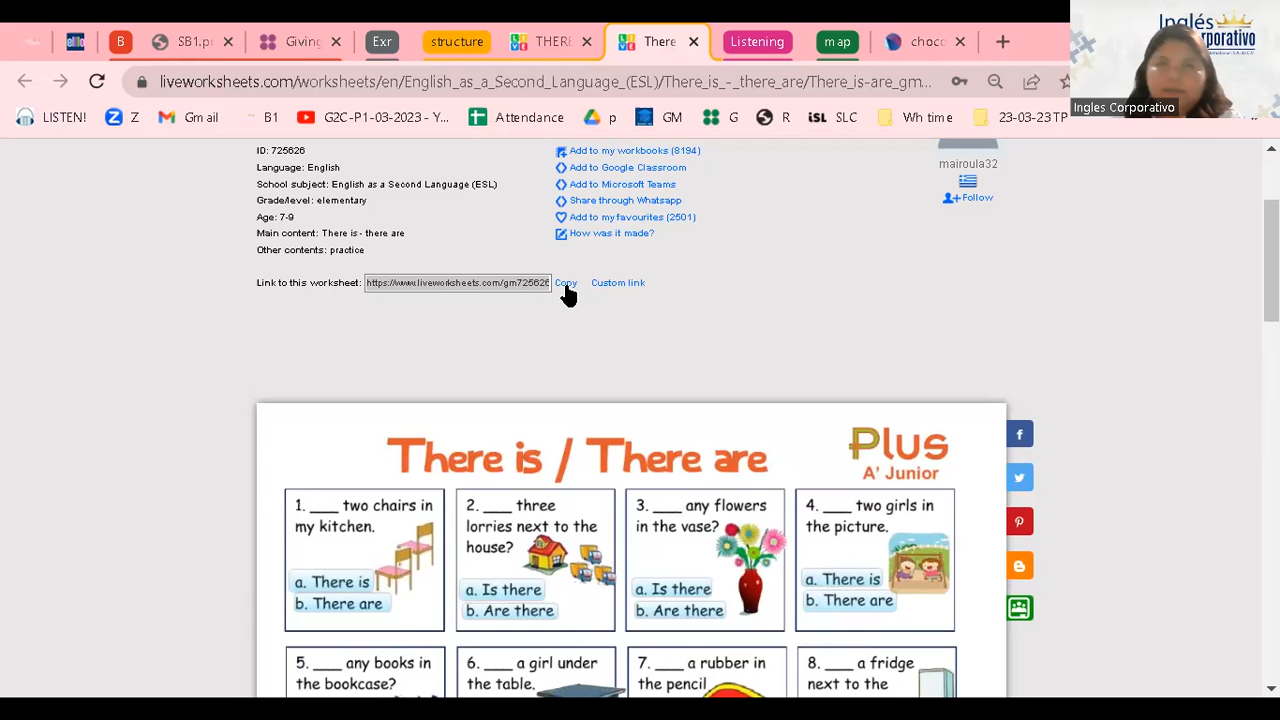 B
SB1.p
Giving
Exr
structure
THERE
There
Listening
map
choco
Inglés
Corporativo
Ingles Corporativo
liveworksheets.com/worksheets/en/English_as_a_Second_Language_(ESL)/There_is_-_there_are/There_is-are_gm...
LISTEN!
Z
Gmail
B1
G2C-P1-03-2023 - Y...
Attendance
p
GM
G
R
iSL
SLC
Wh time
23-03-23TP
ID: 725626
Language: English
School subject: English as a Second Language (ESL)
Grade/level: elementary
Age: 7-9
Main content: There is - there are
Other contents: practice
Add to my workbooks (8194)
Add to Google Classroom
Add to Microsoft Teams
Share through Whatsapp
Add to my favourites (2501)
How was it made?
mairoula32
Follow
Link to this worksheet: https://www.liveworksheets.com/gm725626 Copy Custom link
There is / There are
Plus
A' Junior
1. ___ two chairs in
my kitchen.
a. There is
b. There are
2. ___ three
lorries next to the
house?
a. Is there
b. Are there
3. ___ any flowers
in the vase?
a. Is there
b. Are there
4. ___ two girls in
the picture.
a. There is
b. There are
5. ___ any books in
the bookcase?
6. ___ a girl under
the table.
7. ___ a rubber in
the pencil
8. ___ a fridge
next to the